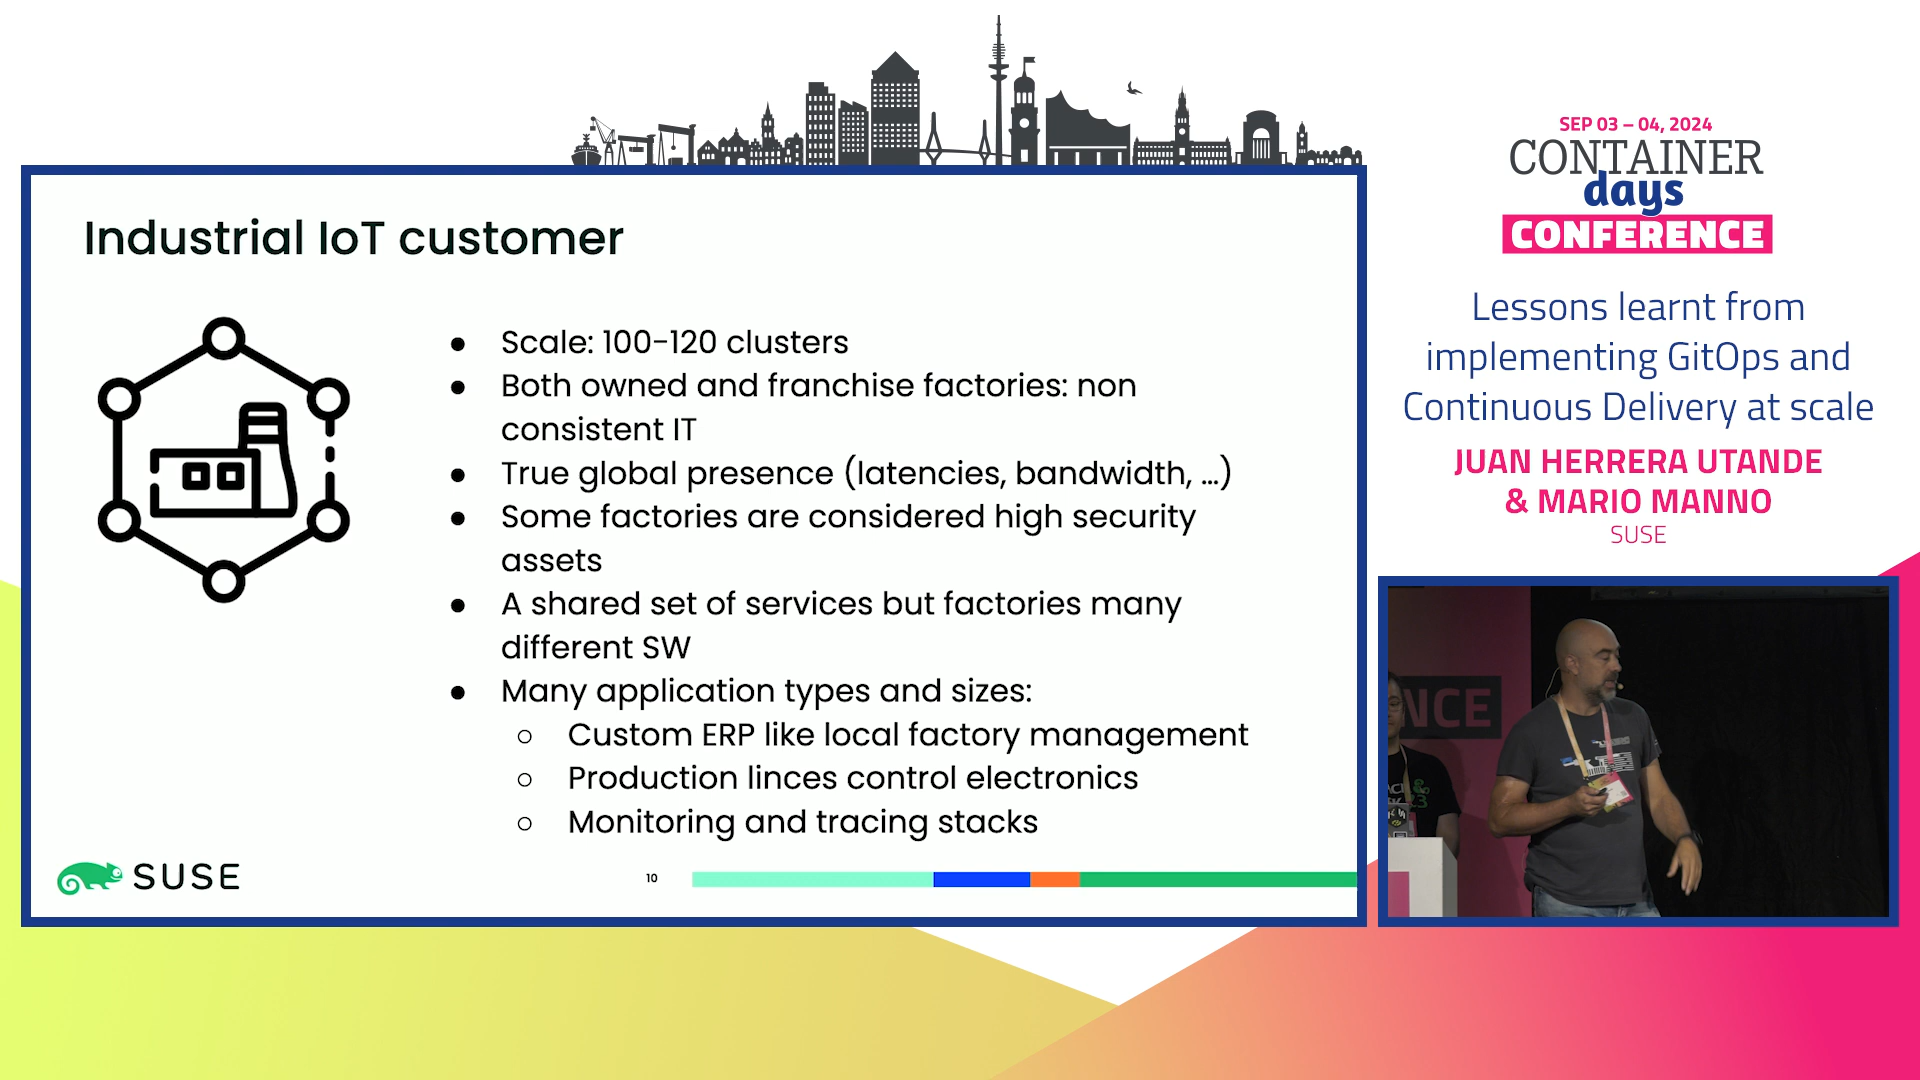 SEP 03 – 04, 2024
CONTAINER
days
CONFERENCE
Industrial IoT customer
● Scale: 100-120 clusters
● Both owned and franchise factories: non
consistent IT
● True global presence (latencies, bandwidth, ...)
● Some factories are considered high security
assets
● A shared set of services but factories many
different SW
● Many application types and sizes:
○ Custom ERP like local factory management
○ Production linces control electronics
○ Monitoring and tracing stacks
SUSE
10
Lessons learnt from
implementing GitOps and
Continuous Delivery at scale
JUAN HERRERA UTANDE
& MARIO MANNO
SUSE
NCE